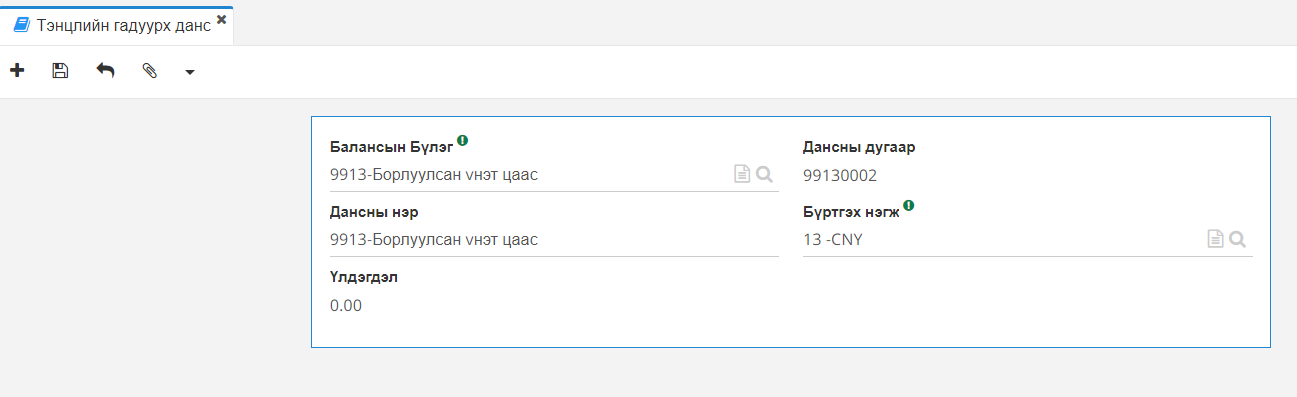 Тэнцлийн гадуурх данс
Балансын Бүлэг
9913-Борлуулсан vнэт цаас
Дансны дугаар
99130002
Дансны нэр
9913-Борлуулсан vнэт цаас
Бүртгэх нэгж
13 -CNY
Үлдэгдэл
0.00